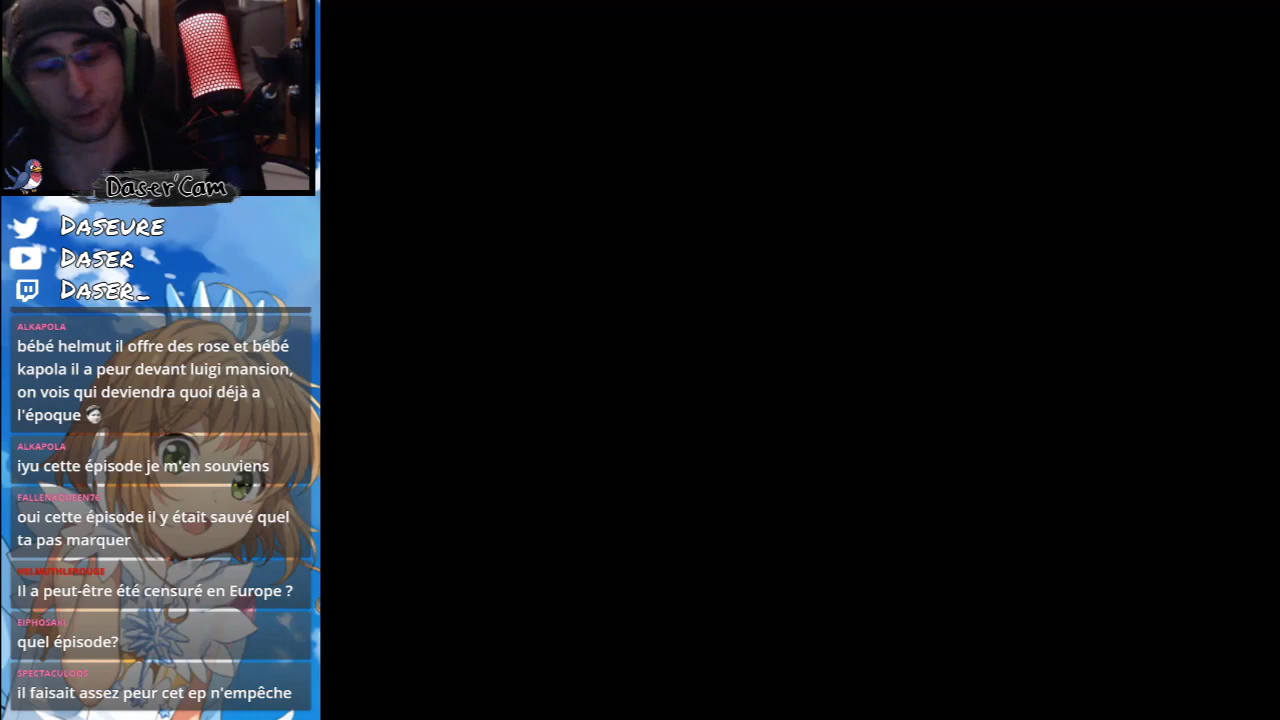 Daser'Cam
Daseure
Daser
Daser_
ALKAPOLA
bébé helmut il offre des rose et bébé
kapola il a peur devant luigi mansion,
on vois qui deviendra quoi déjà a
l'époque
ALKAPOLA
iyu cette épisode je m'en souviens
FALLENXQUEEN76
oui cette épisode il y était sauvé quel
ta pas marquer
HELMUTHLEROUGE
Il a peut-être été censuré en Europe ?
EIPHOSAKI
quel épisode?
SPECTACULOOS
il faisait assez peur cet ep n'empêche